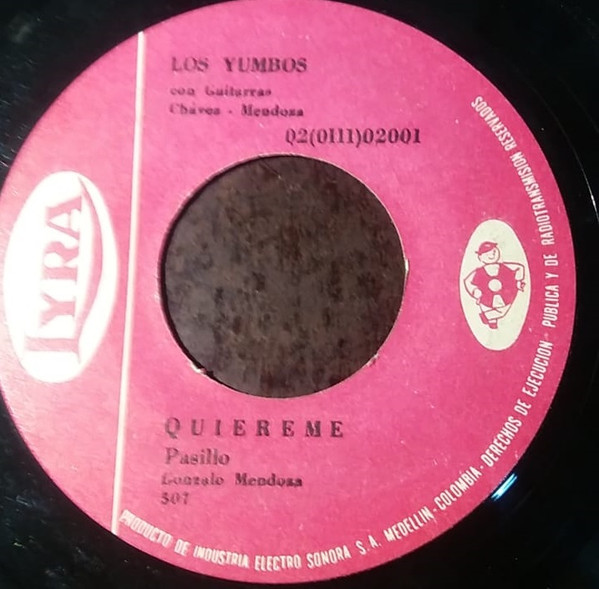 LOS YUMBOS
con Guitarras
Chaves - Mendoza
02(0III)02001
LYRA
QUIEREME
Pasillo
Gonzalo Mendoza
507
PRODUCTO DE INDUSTRIA ELECTRO SONORA S.A. MEDELLIN-COLOMBIA-DERECHOS DE EJECUCION PUBLICA Y DE RADIOTRANSMISION RESERVADOS